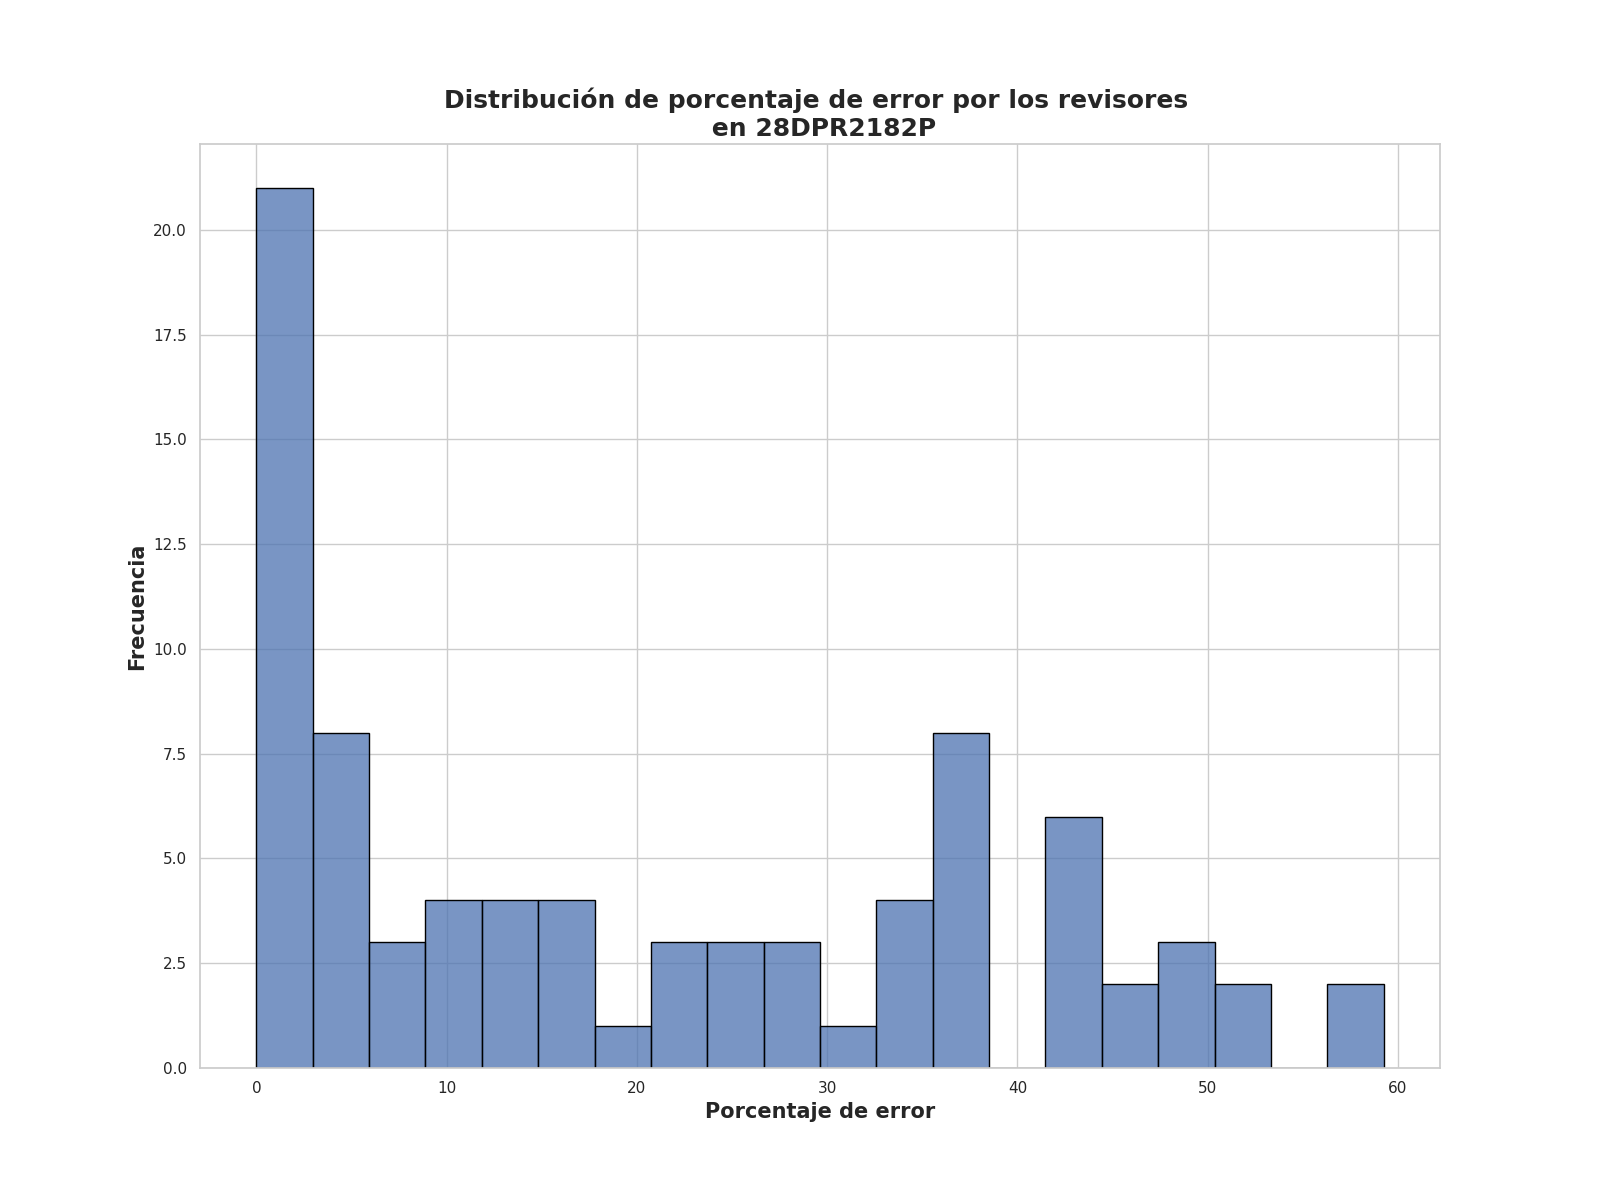 Distribución de porcentaje de error por los revisores
en 28DPR2182P
Frecuencia
20.0
17.5
15.0
12.5
10.0
7.5
5.0
2.5
0.0
0 10 20 30 40 50 60
Porcentaje de error